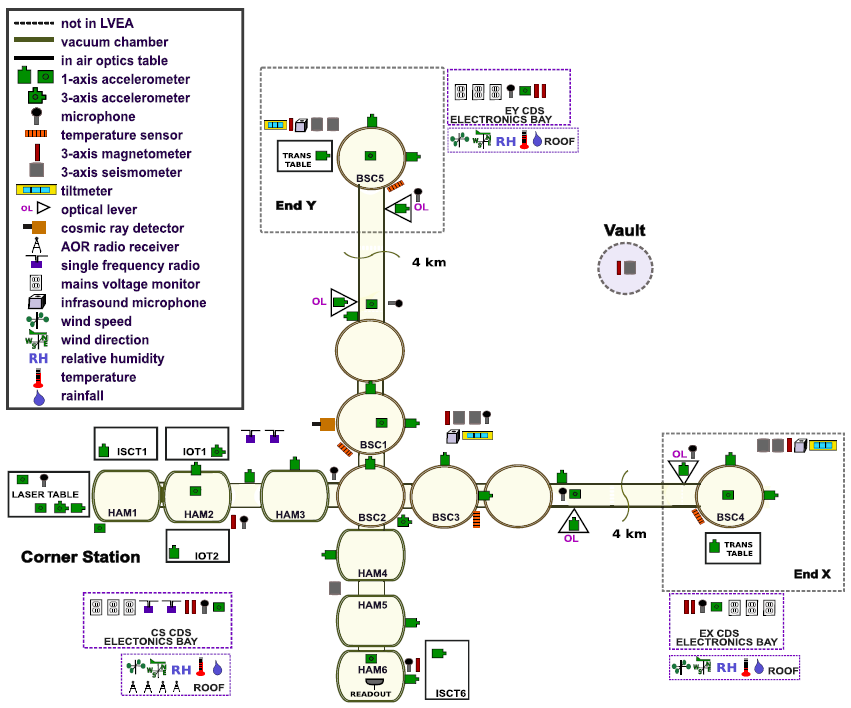 not in LVEA
vacuum chamber
in air optics table
1-axis accelerometer
3-axis accelerometer
microphone
temperature sensor
3-axis magnetometer
3-axis seismometer
tiltmeter
OL optical lever
cosmic ray detector
AOR radio receiver
single frequency radio
mains voltage monitor
infrasound microphone
wind speed
wind direction
RH relative humidity
temperature
rainfall
EY CDS
ELECTRONICS BAY
RH ROOF
TRANS
TABLE
BSC5
End Y
OL
4 km
Vault
OL
BSC1
ISCT1
IOT1
LASER TABLE
HAM1
HAM2
HAM3
BSC2
BSC3
OL
4 km
OL
BSC4
TRANS
TABLE
End X
IOT2
Corner Station
HAM4
HAM5
HAM6
READOUT
ISCT6
CS CDS
ELECTONICS BAY
RH
ROOF
EX CDS
ELECTRONICS BAY
RH ROOF